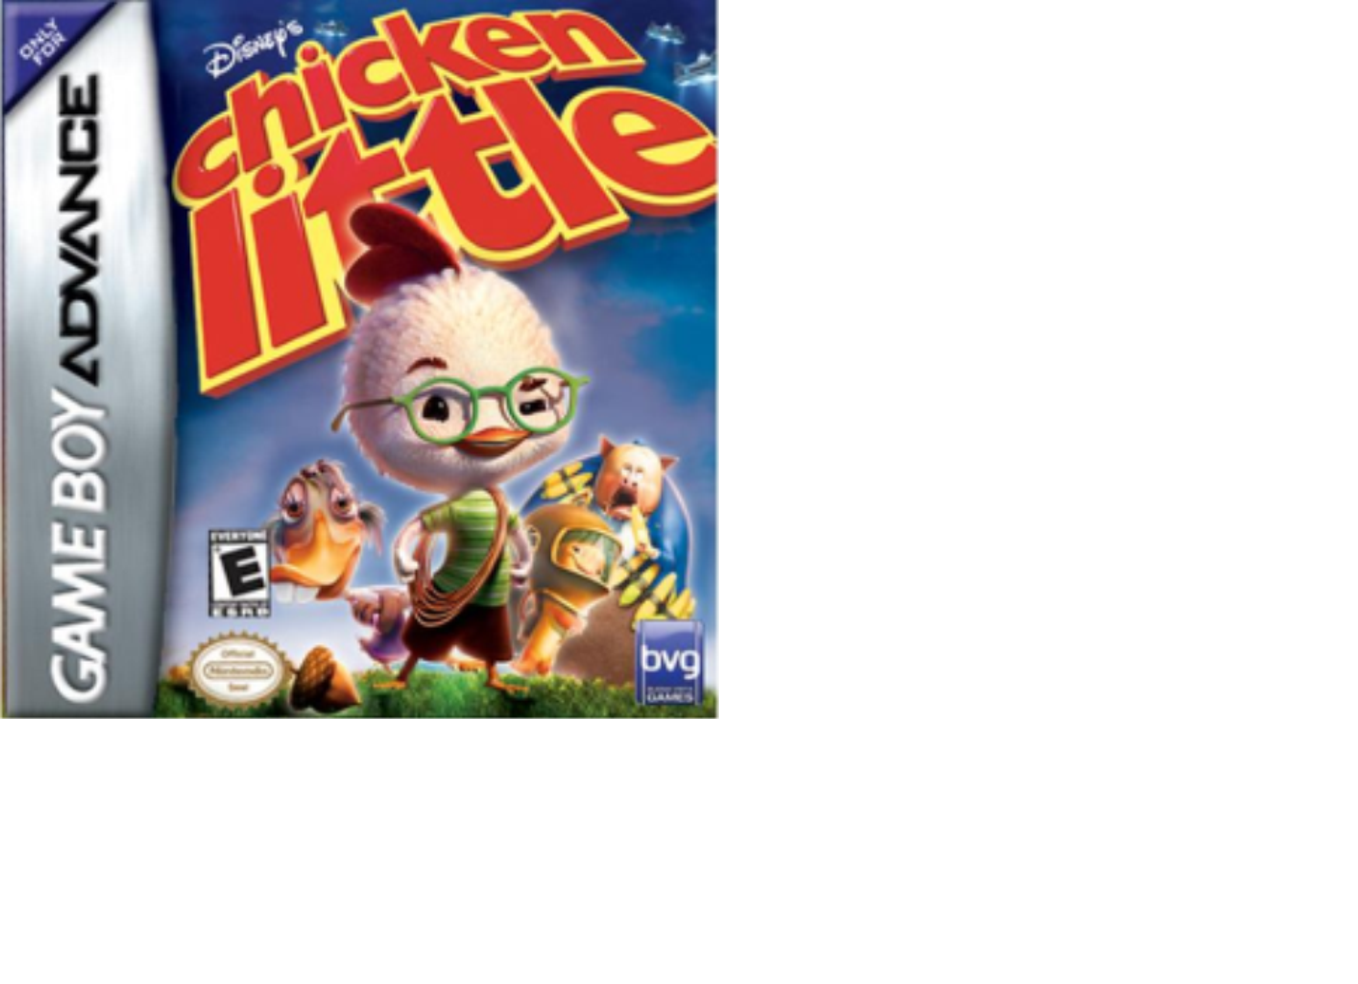 ONLY
FOR
GAME BOY ADVANCE
Disney's
chicken
little
EVERYONE
E
ESRB
Official
Nintendo
Seal
bvg
GAMES